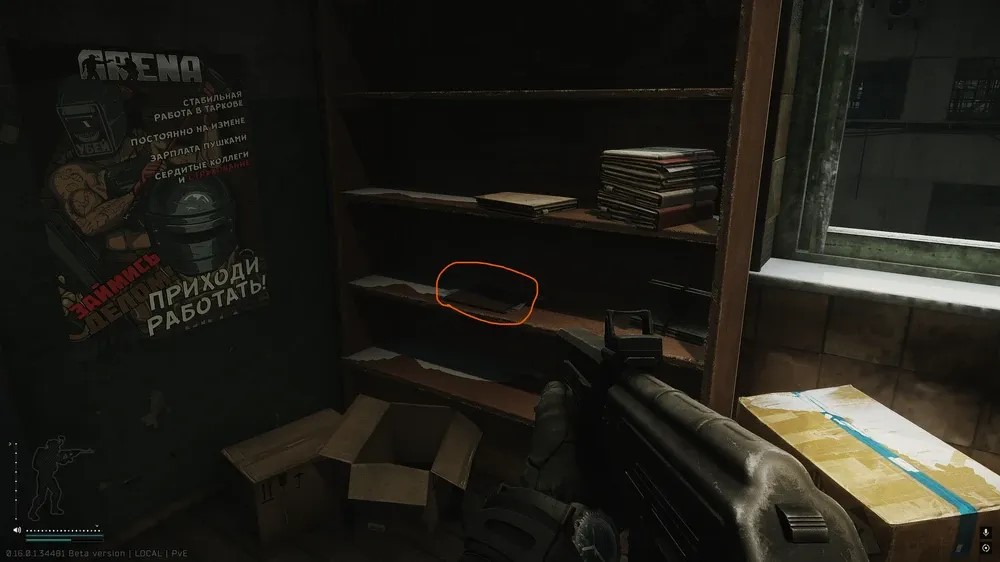 ARENA
СТАБИЛЬНАЯ
РАБОТА В ТАРКОВЕ
ПОСТОЯННО НА ИЗМЕНЕ
ЗАРПЛАТА ПУШКАМИ
СЕРДИТЫЕ КОЛЛЕГИ
И
УБЕЙ
ЗАЙМИСЬ
ДЕЛОМ
ПРИХОДИ
РАБОТАТЬ!
0.16.0.1.34481 Beta version | LOCAL | PvE